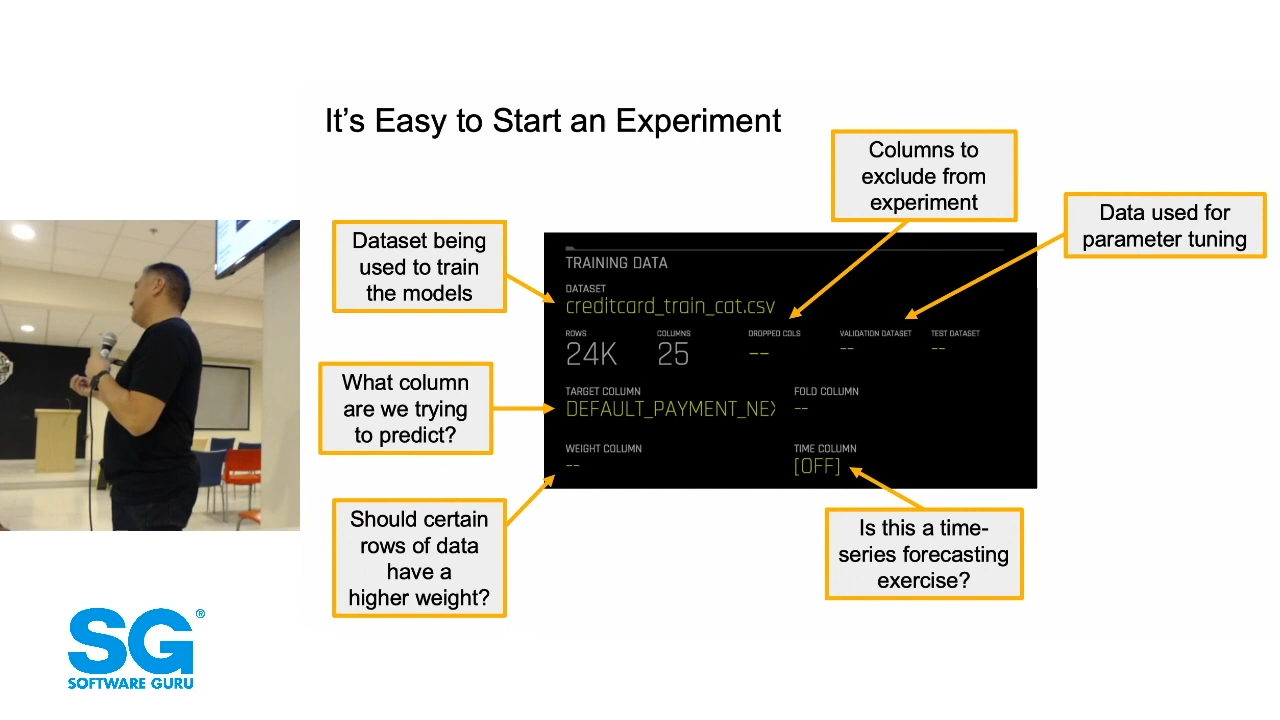 It's Easy to Start an Experiment
Columns to
exclude from
experiment
Data used for
parameter tuning
Dataset being
used to train
the models
TRAINING DATA
DATASET
creditcard_train_cat.csv
ROWS
COLUMNS
DROPPED COLS
VALIDATION DATASET
TEST DATASET
24K
25
--
--
--
What column
are we trying
to predict?
TARGET COLUMN
FOLD COLUMN
DEFAULT_PAYMENT_NEX
--
WEIGHT COLUMN
TIME COLUMN
--
[OFF]
Should certain
rows of data
have a
higher weight?
Is this a time-
series forecasting
exercise?
SG®
SOFTWARE GURU